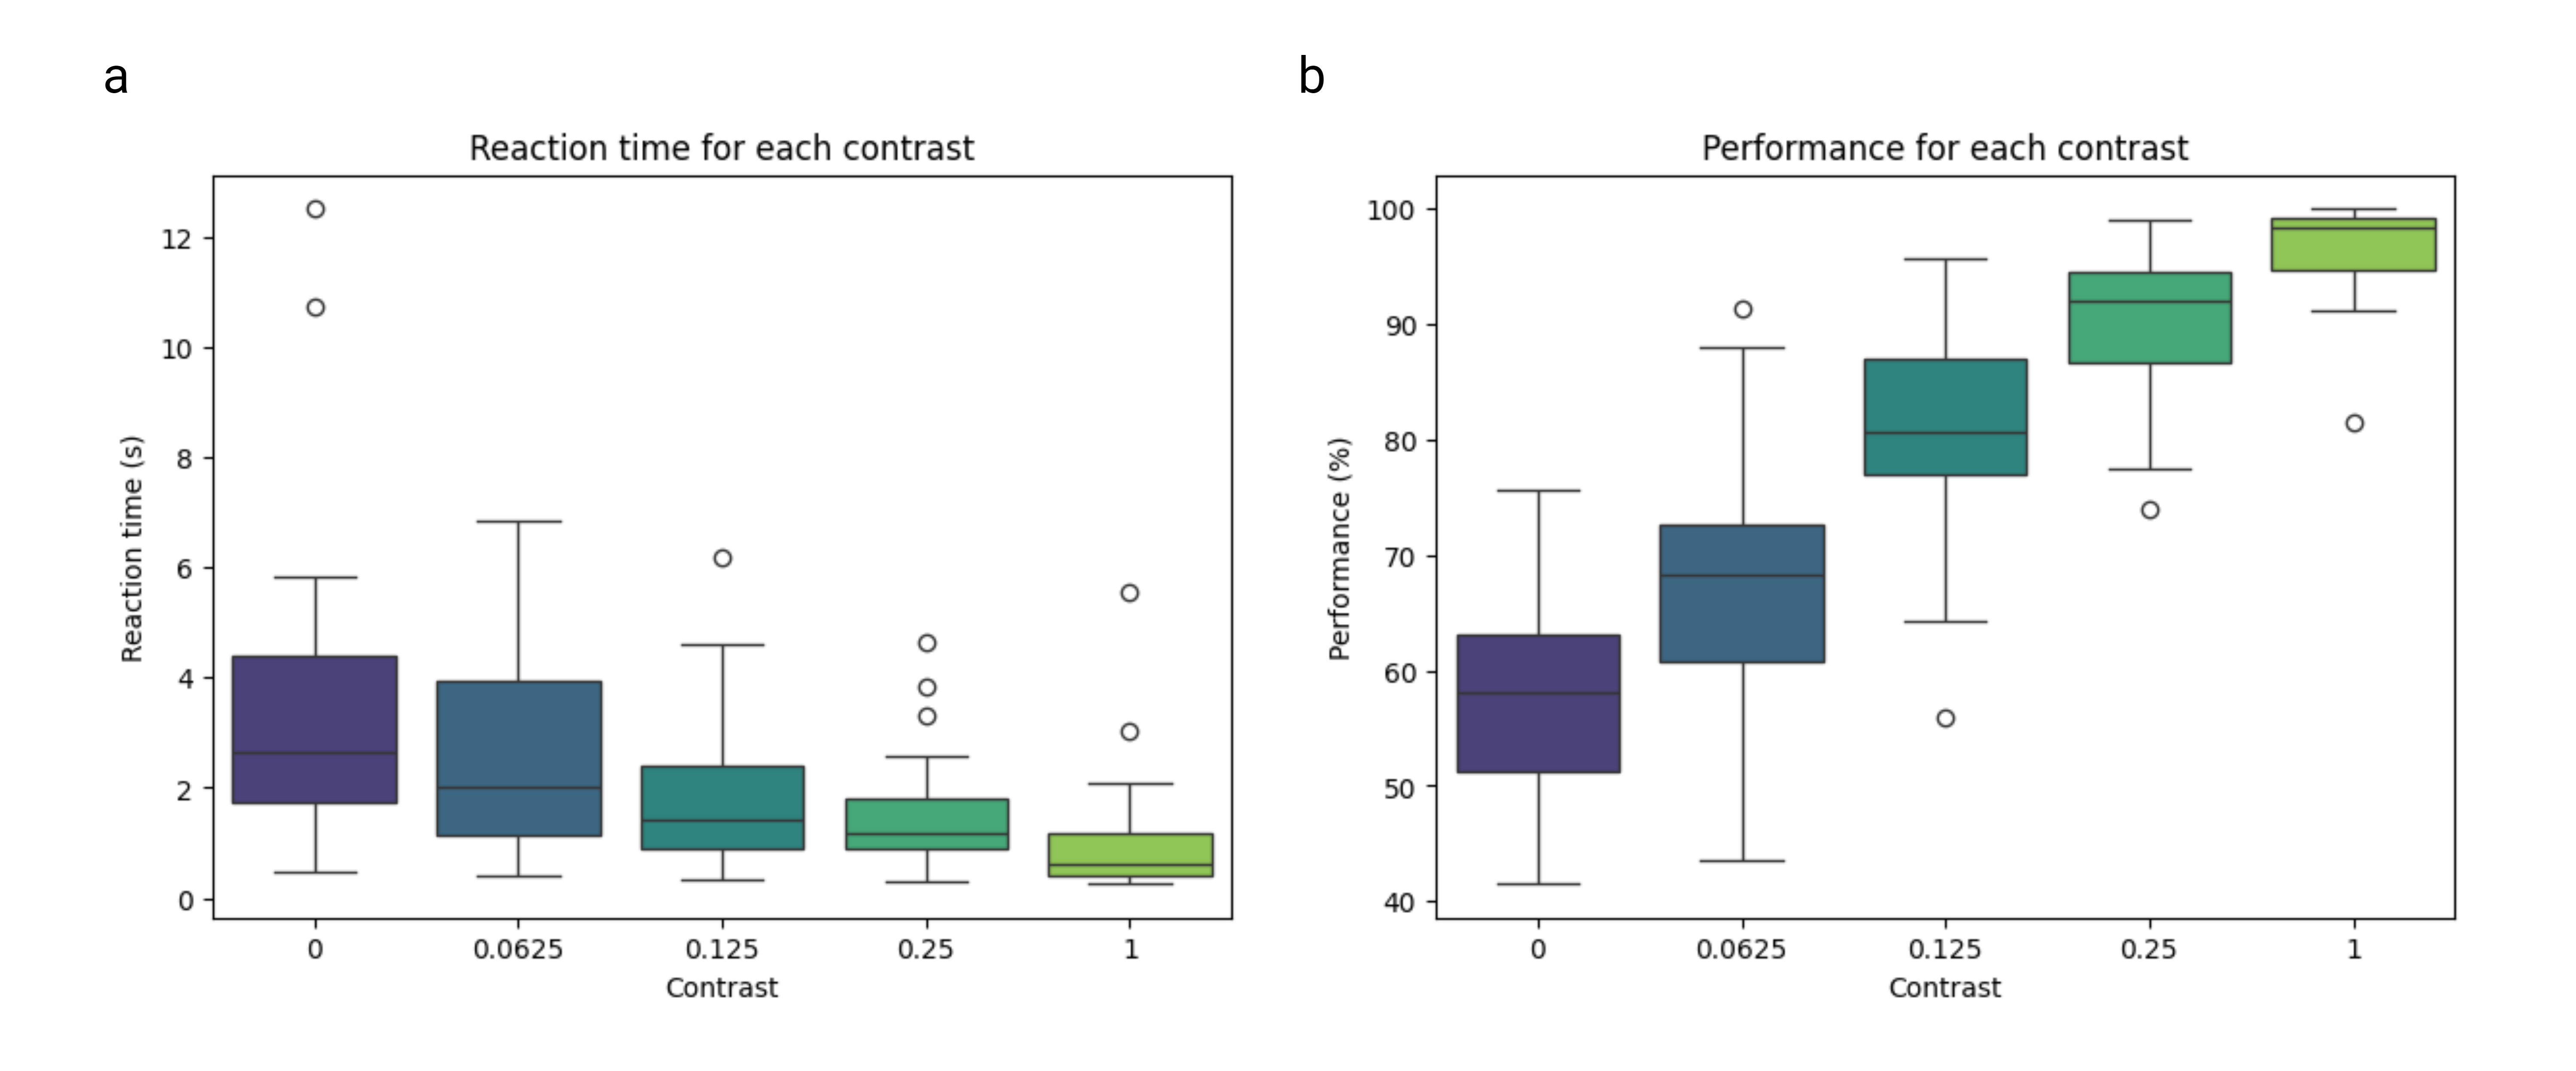 a
b
Reaction time for each contrast
Reaction time (s)
12
10
8
6
4
2
0
0 0.0625 0.125 0.25 1
Contrast
Performance for each contrast
Performance (%)
100
90
80
70
60
50
40
0 0.0625 0.125 0.25 1
Contrast